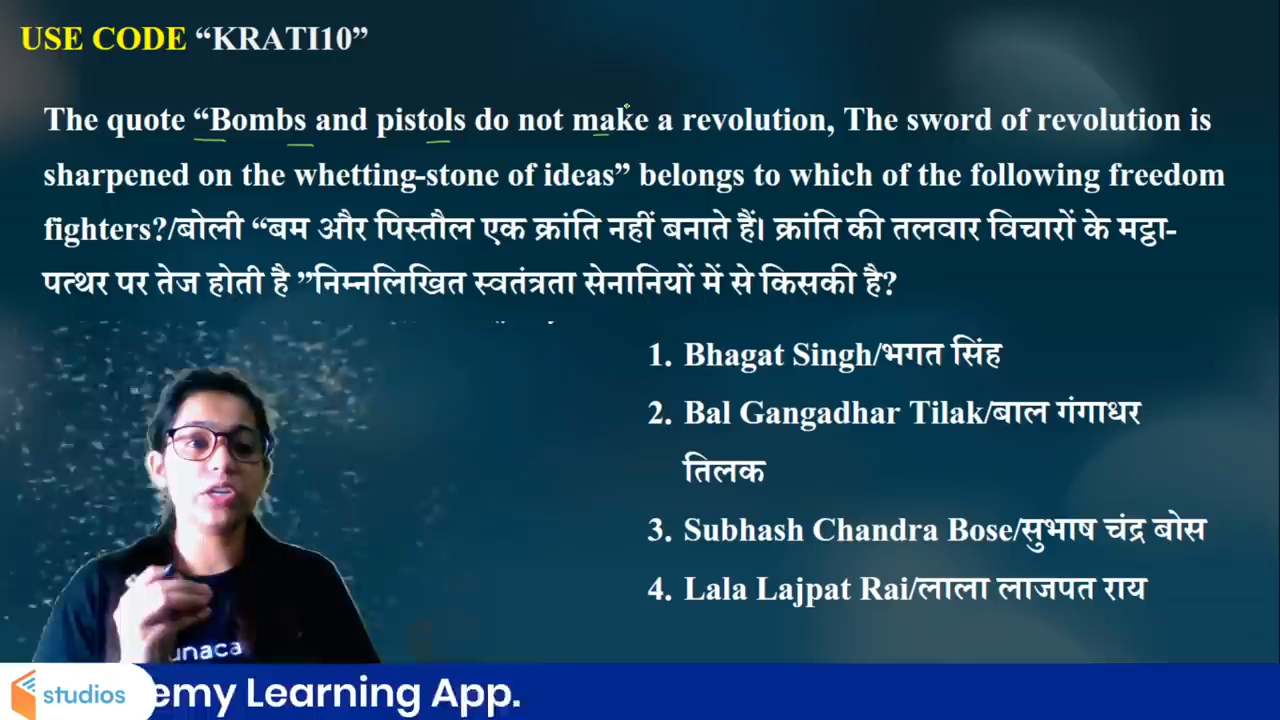 USE CODE “KRATI10”
The quote “Bombs and pistols do not make a revolution, The sword of revolution is
sharpened on the whetting-stone of ideas” belongs to which of the following freedom
fighters?/बोली “बम और पिस्तौल एक क्रांति नहीं बनाते हैं। क्रांति की तलवार विचारों के मट्ठा-
पत्थर पर तेज होती है ”निम्नलिखित स्वतंत्रता सेनानियों में से किसकी है?
1. Bhagat Singh/भगत सिंह
2. Bal Gangadhar Tilak/बाल गंगाधर
तिलक
3. Subhash Chandra Bose/सुभाष चंद्र बोस
4. Lala Lajpat Rai/लाला लाजपत राय
unaca
studios
emy Learning App.